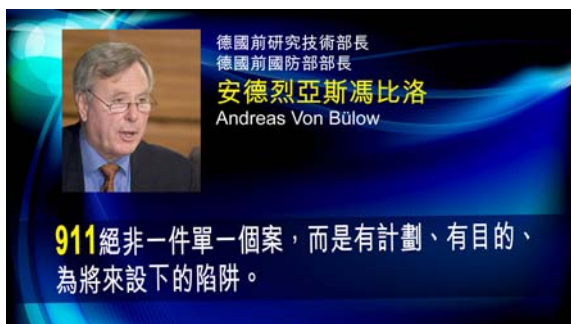 德國前研究技術部長
德國前國防部部長
安德烈亞斯馮比洛
Andreas Von Bülow
911絕非一件單一個案，而是有計劃、有目的、
為將來設下的陷阱。